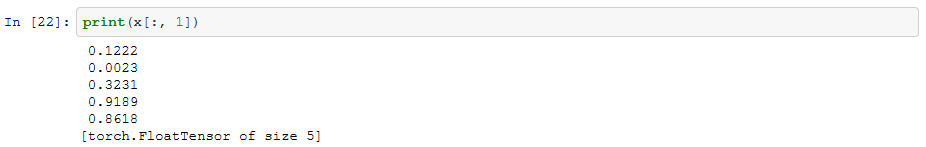 In [22]: print(x[:, 1])
0.1222
0.0023
0.3231
0.9189
0.8618
[torch.FloatTensor of size 5]